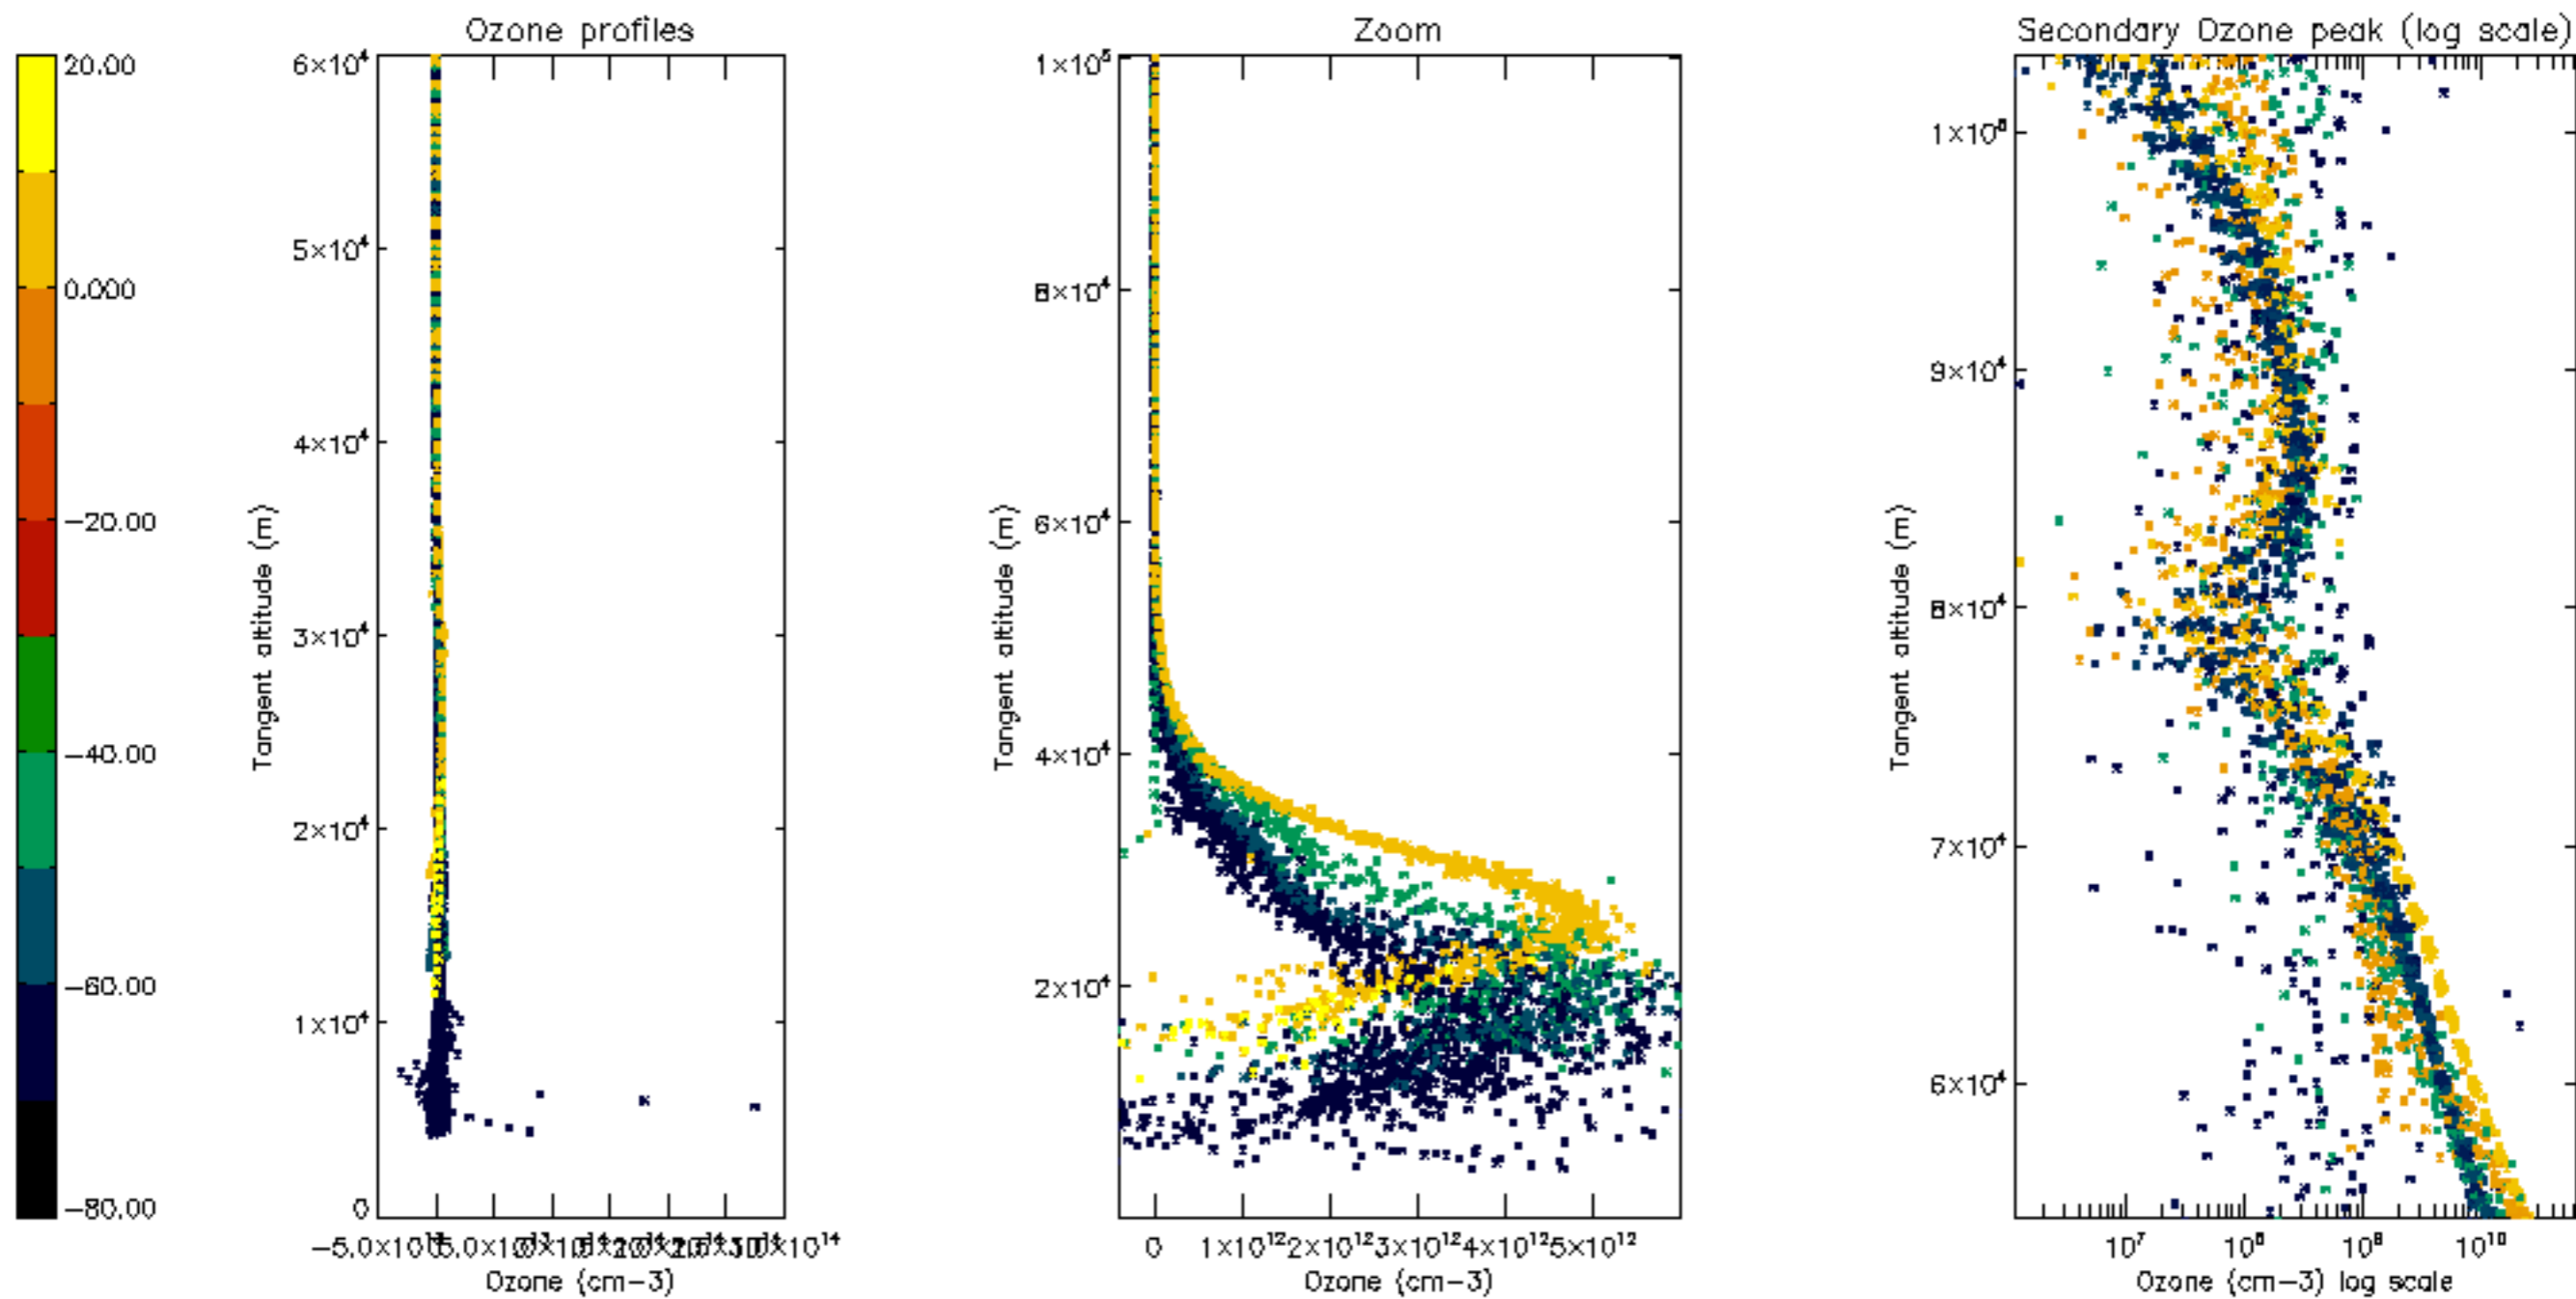 Ozone profiles
Zoom
Secondary Ozone peak (log scale)
20.00
0.000
−20.00
−40.00
−60.00
−80.00
6×10⁴
5×10⁴
4×10⁴
3×10⁴
2×10⁴
1×10⁴
0
Tangent altitude (m)
Ozone (cm−3)
1×10⁵
8×10⁴
6×10⁴
4×10⁴
2×10⁴
Tangent altitude (m)
0 1×10¹² 2×10¹² 3×10¹² 4×10¹² 5×10¹²
Ozone (cm−3)
9×10⁴
8×10⁴
7×10⁴
6×10⁴
Tangent altitude (m)
10⁷ 10⁸ 10⁹ 10¹⁰
Ozone (cm−3) log scale